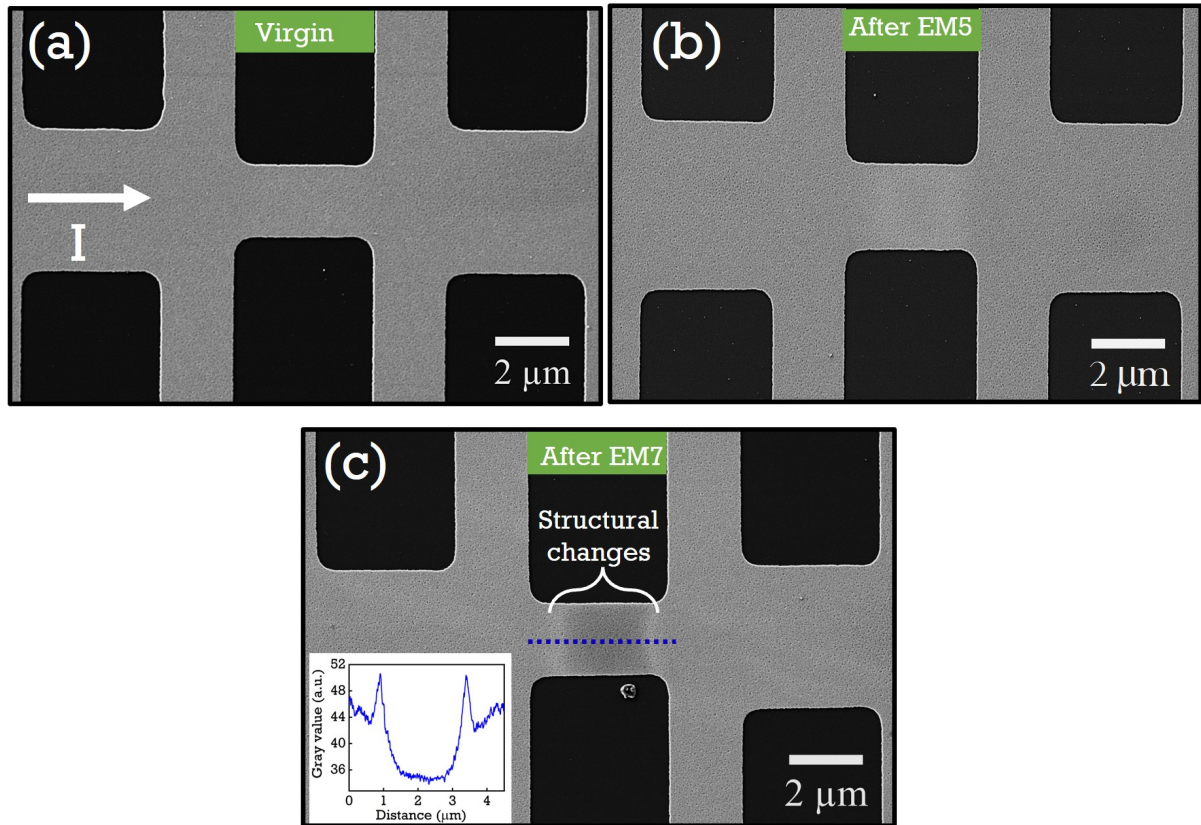 (a)
Virgin
I
2 μm
(b)
After EM5
2 μm
(c)
After EM7
Structural
changes
2 μm
52
48
44
40
36
Gray value (a.u.)
0 1 2 3 4
Distance (μm)